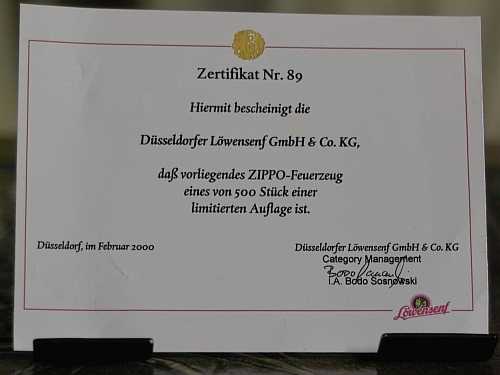 Zertifikat Nr. 89
Hiermit bescheinigt die
Düsseldorfer Löwensenf GmbH & Co. KG,
daß vorliegendes ZIPPO-Feuerzeug
eines von 500 Stück einer
limitierten Auflage ist.
Düsseldorf, im Februar 2000
Düsseldorfer Löwensenf GmbH & Co. KG
Category Management
i.A. Bodo Sosnowski
Löwensenf